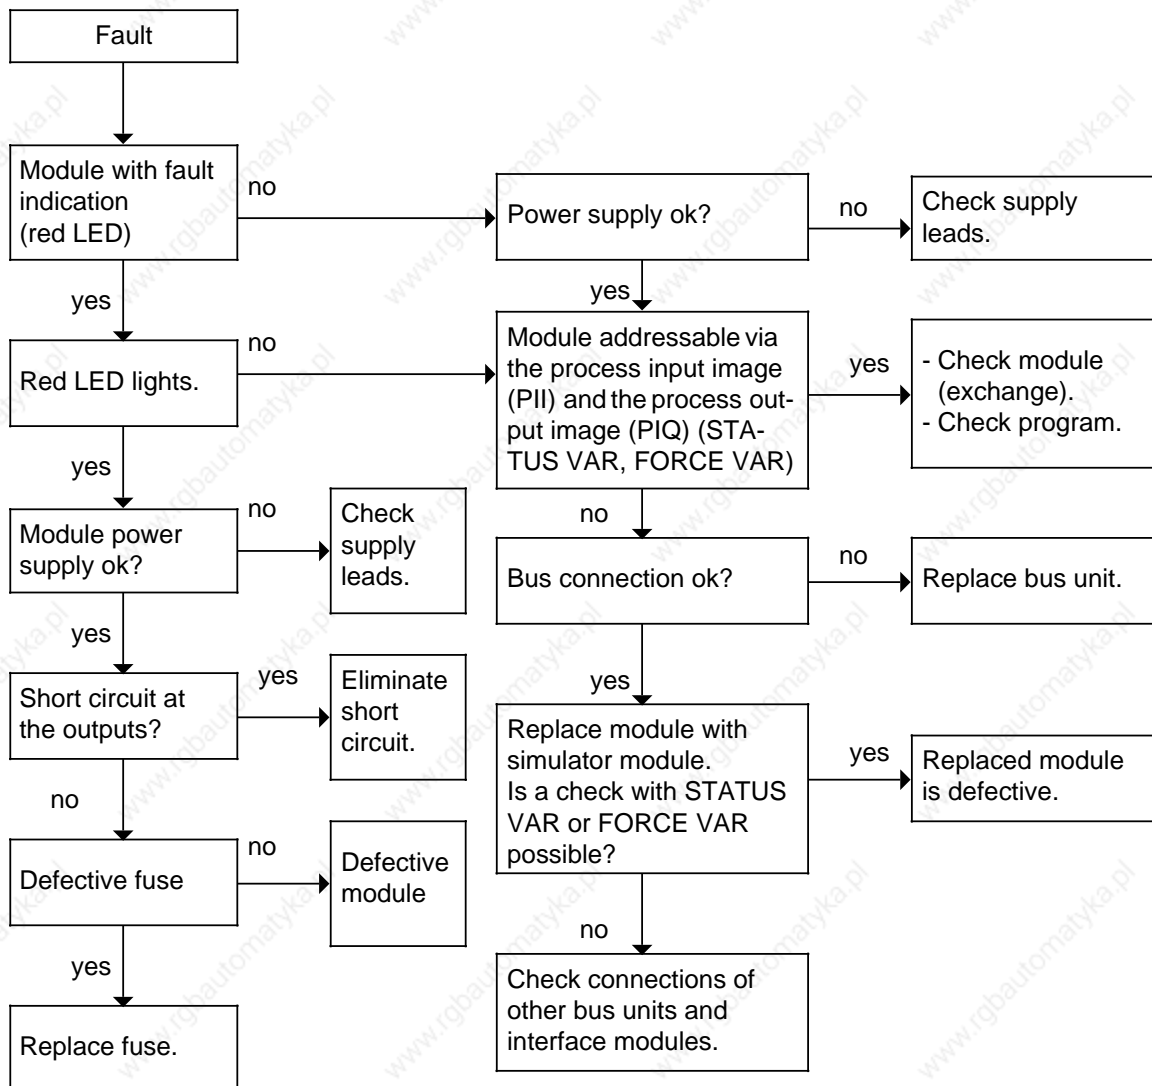 Fault
Module with fault
indication
(red LED)
no
Power supply ok?
no
Check supply
leads.
yes
yes
Red LED lights.
no
Module addressable via
the process input image
(PII) and the process out-
put image (PIQ) (STA-
TUS VAR, FORCE VAR)
yes
- Check module
(exchange).
- Check program.
yes
no
Module power
supply ok?
no
Check
supply
leads.
Bus connection ok?
no
Replace bus unit.
yes
yes
Short circuit at
the outputs?
yes
Eliminate
short
circuit.
Replace module with
simulator module.
Is a check with STATUS
VAR or FORCE VAR
possible?
yes
Replaced module
is defective.
no
Defective fuse
no
Defective
module
no
yes
Check connections of
other bus units and
interface modules.
Replace fuse.
www.rgbautomatyka.pl